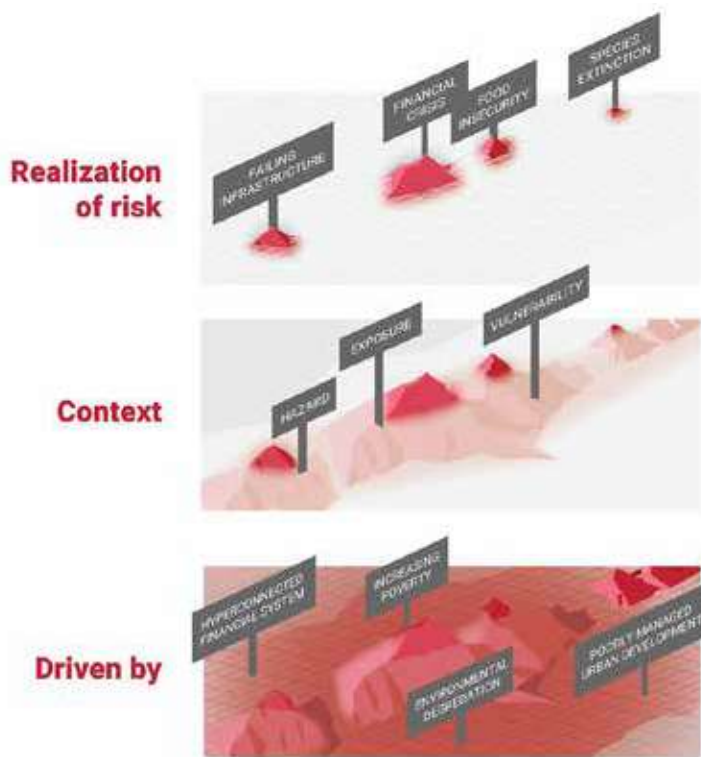 Realization
of risk
FAILING
INFRASTRUCTURE
FINANCIAL
CRISIS
FOOD
INSECURITY
SPECIES
EXTINCTION
Context
HAZARD
EXPOSURE
VULNERABILITY
Driven by
HYPERCONNECTED
FINANCIAL SYSTEM
INCREASING
POVERTY
ENVIRONMENTAL
DEGREDATION
POORLY MANAGED
URBAN DEVELOPMENT